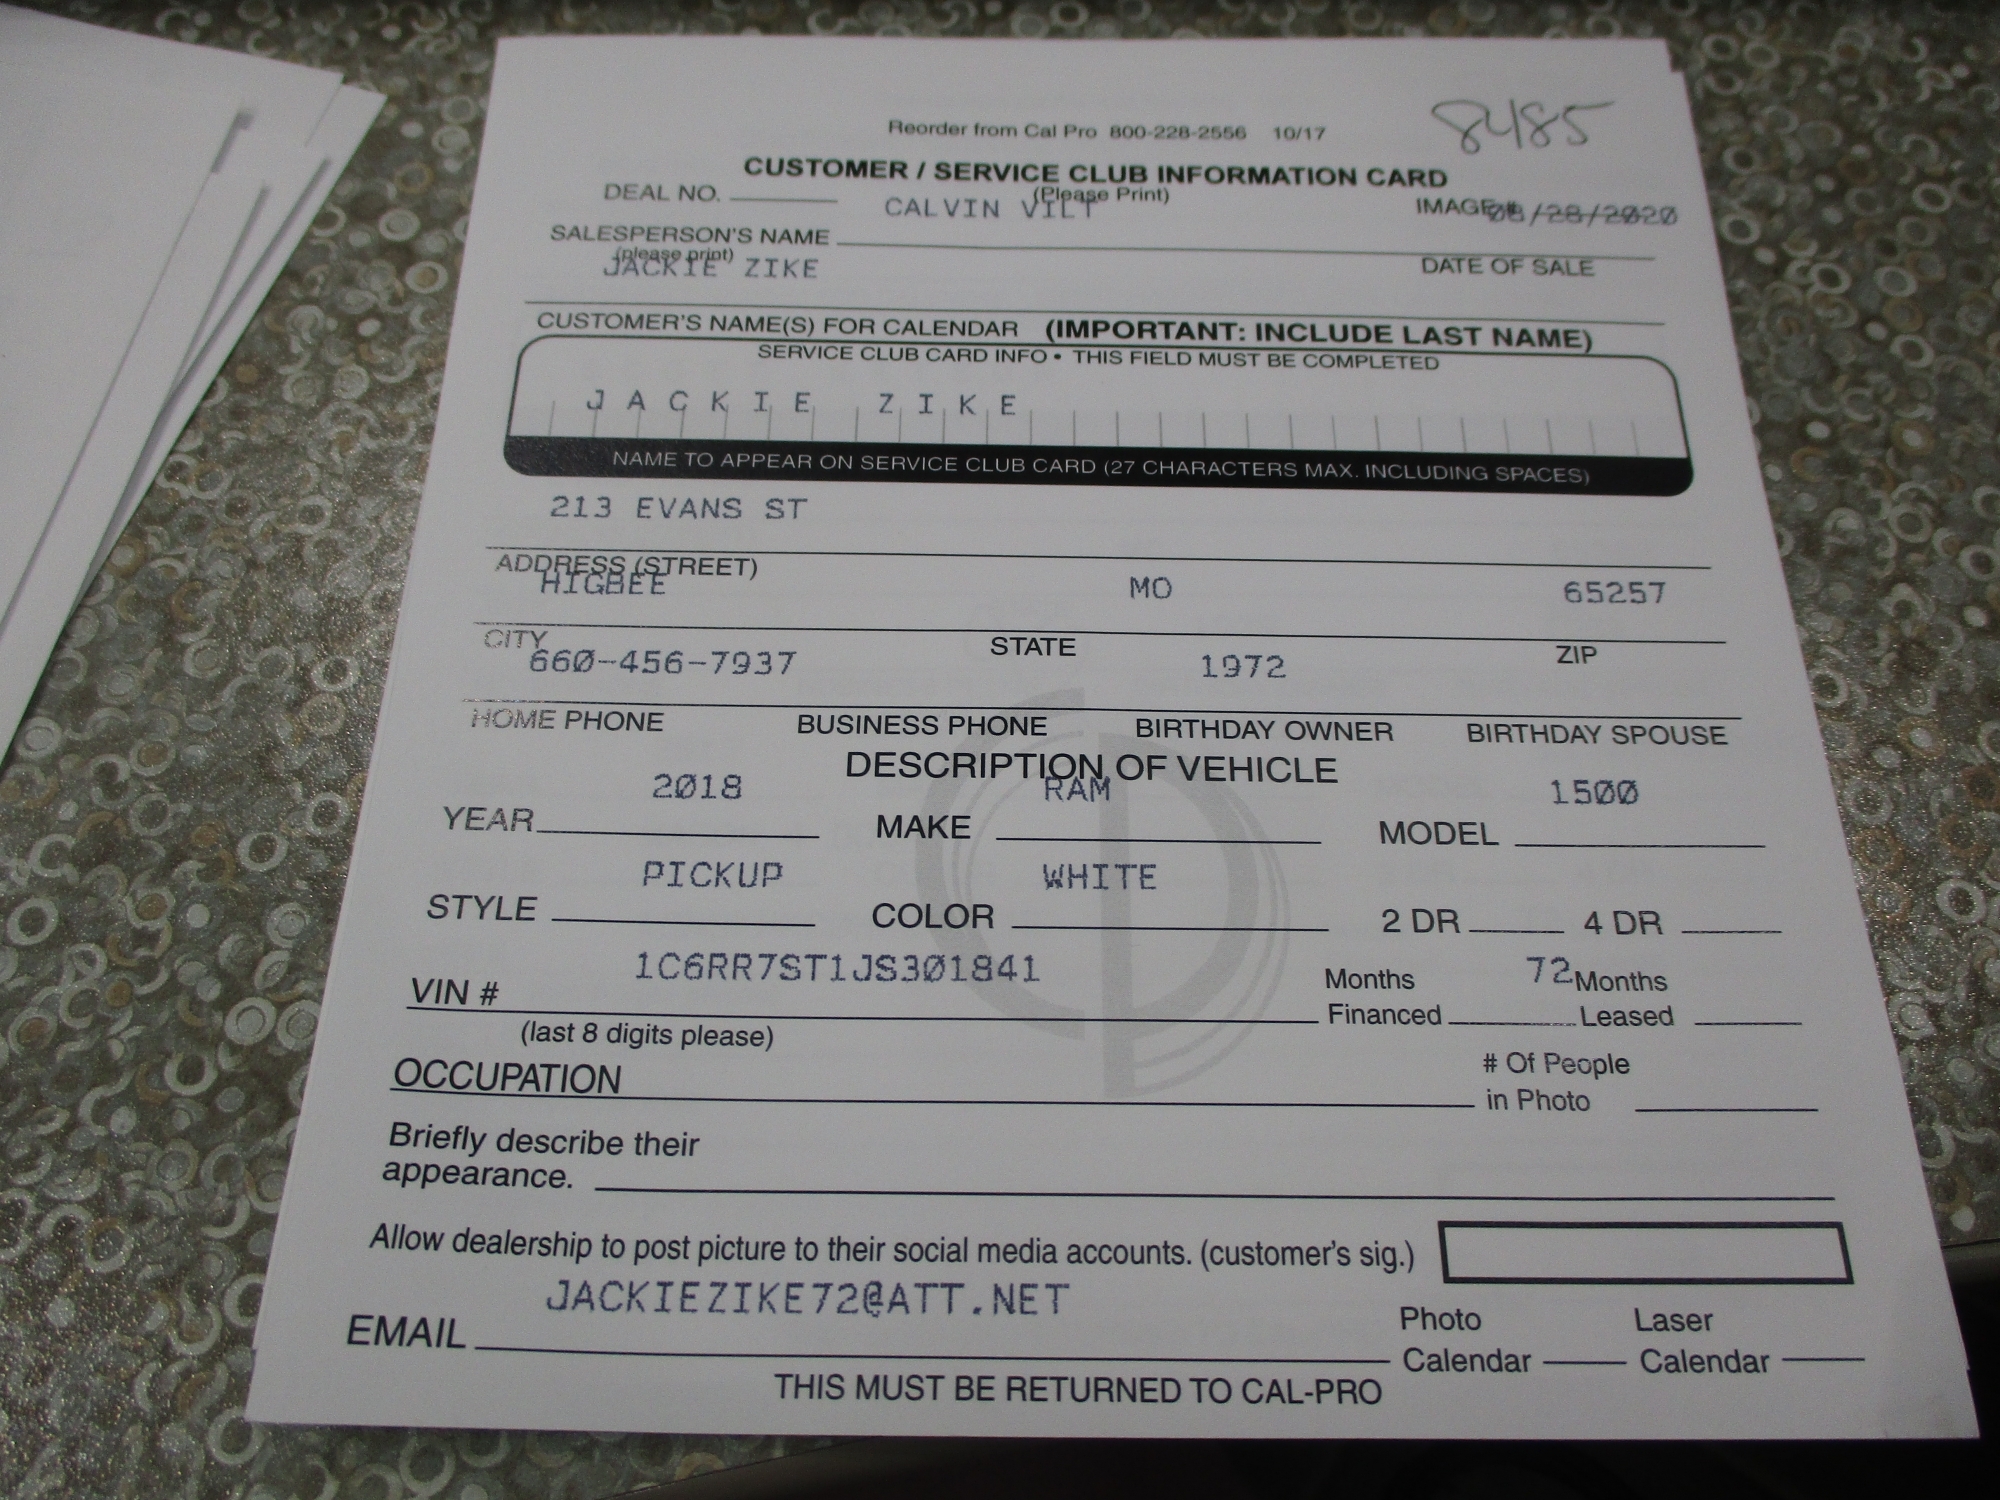 8485
Reorder from Cal Pro 800-228-2556 10/17
CUSTOMER / SERVICE CLUB INFORMATION CARD
(Please Print)
DEAL NO. CALVIN VILT IMAGE# 08/28/2020
SALESPERSON'S NAME
(please print) DATE OF SALE
JACKIE ZIKE
CUSTOMER'S NAME(S) FOR CALENDAR (IMPORTANT: INCLUDE LAST NAME)
SERVICE CLUB CARD INFO • THIS FIELD MUST BE COMPLETED
JACKIE ZIKE
NAME TO APPEAR ON SERVICE CLUB CARD (27 CHARACTERS MAX. INCLUDING SPACES)
213 EVANS ST
ADDRESS (STREET)
HIGBEE MO 65257
CITY STATE ZIP
660-456-7937 1972
HOME PHONE BUSINESS PHONE BIRTHDAY OWNER BIRTHDAY SPOUSE
DESCRIPTION OF VEHICLE
2018 RAM 1500
YEAR MAKE MODEL
PICKUP WHITE
STYLE COLOR 2 DR 4 DR
1C6RR7ST1JS301841 72
VIN # Months Financed Months Leased
(last 8 digits please)
OCCUPATION # Of People in Photo
Briefly describe their
appearance.
Allow dealership to post picture to their social media accounts. (customer's sig.)
JACKIEZIKE72@ATT.NET
EMAIL Photo Calendar Laser Calendar
THIS MUST BE RETURNED TO CAL-PRO